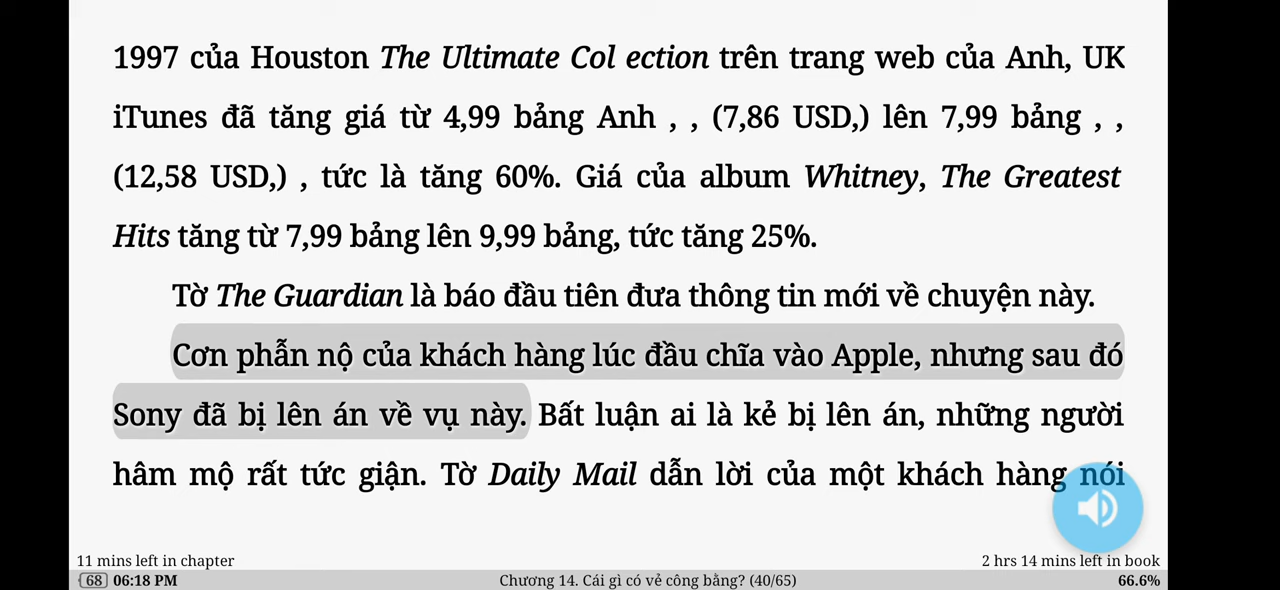 1997 của Houston The Ultimate Col ection trên trang web của Anh, UK
iTunes đã tăng giá từ 4,99 bảng Anh , , (7,86 USD,) lên 7,99 bảng , ,
(12,58 USD,) , tức là tăng 60%. Giá của album Whitney, The Greatest
Hits tăng từ 7,99 bảng lên 9,99 bảng, tức tăng 25%.
Tờ The Guardian là báo đầu tiên đưa thông tin mới về chuyện này.
Cơn phẫn nộ của khách hàng lúc đầu chĩa vào Apple, nhưng sau đó
Sony đã bị lên án về vụ này. Bất luận ai là kẻ bị lên án, những người
hâm mộ rất tức giận. Tờ Daily Mail dẫn lời của một khách hàng nói
11 mins left in chapter 2 hrs 14 mins left in book
68 06:18 PM Chương 14. Cái gì có vẻ công bằng? (40/65) 66.6%